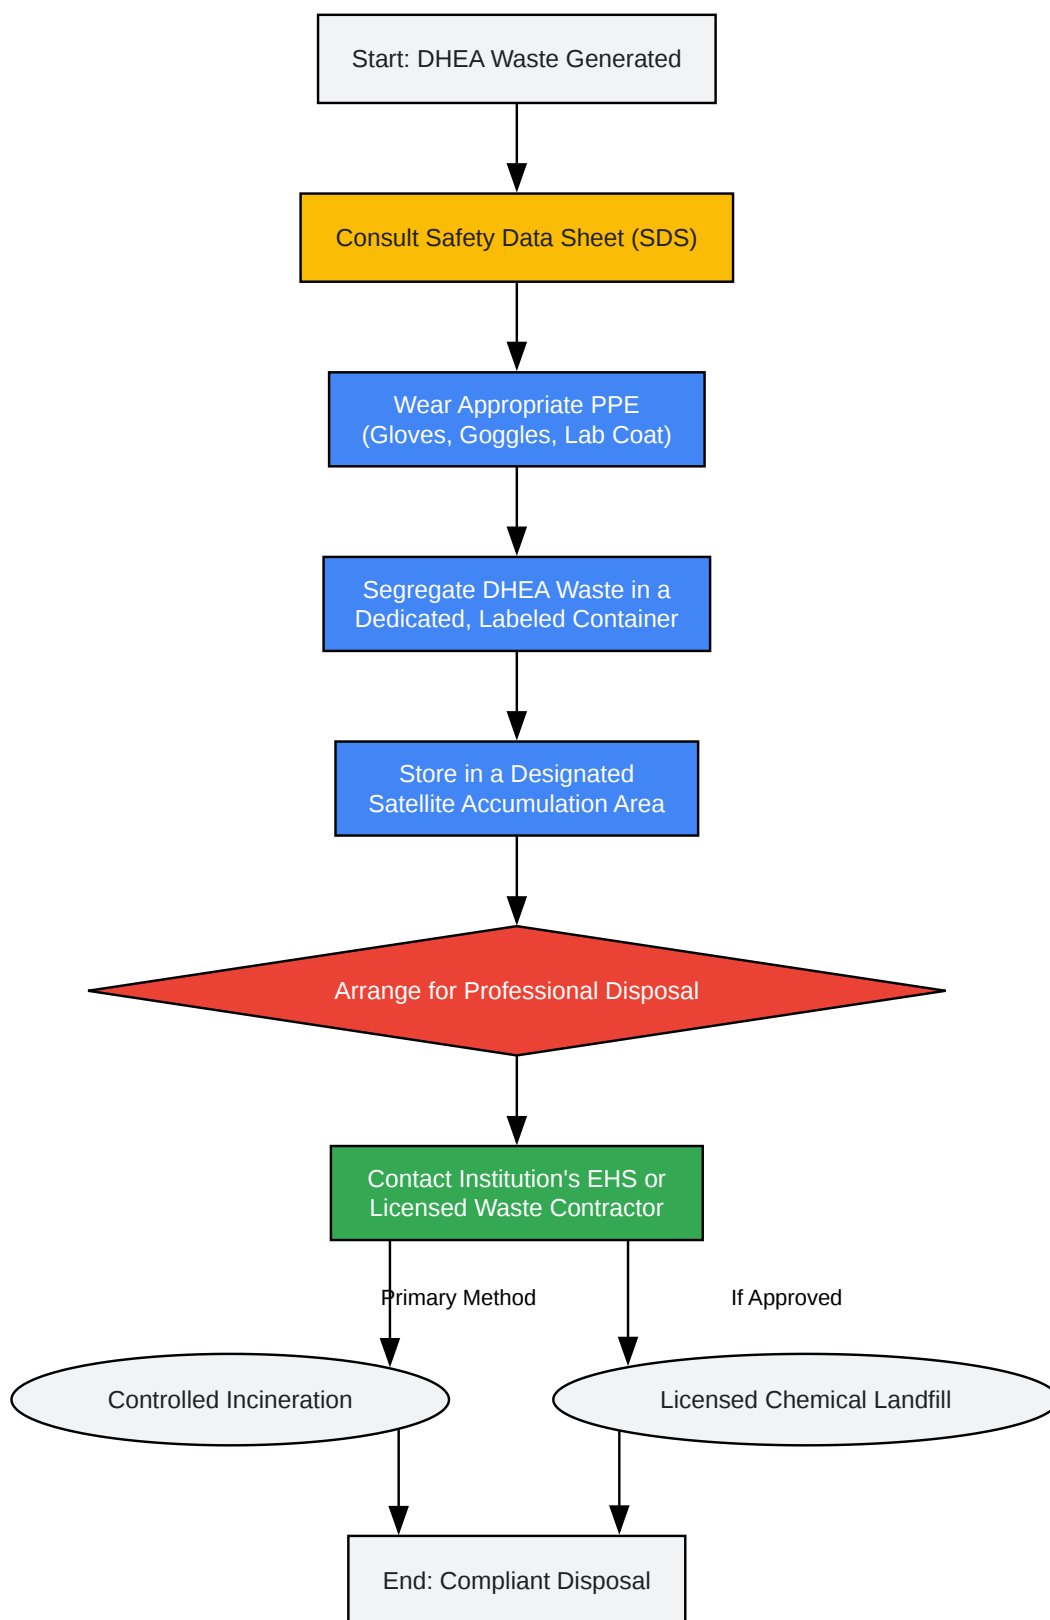 Start: DHEA Waste Generated
Consult Safety Data Sheet (SDS)
Wear Appropriate PPE
(Gloves, Goggles, Lab Coat)
Segregate DHEA Waste in a
Dedicated, Labeled Container
Store in a Designated
Satellite Accumulation Area
Arrange for Professional Disposal
Contact Institution's EHS or
Licensed Waste Contractor
Primary Method
If Approved
Controlled Incineration
Licensed Chemical Landfill
End: Compliant Disposal